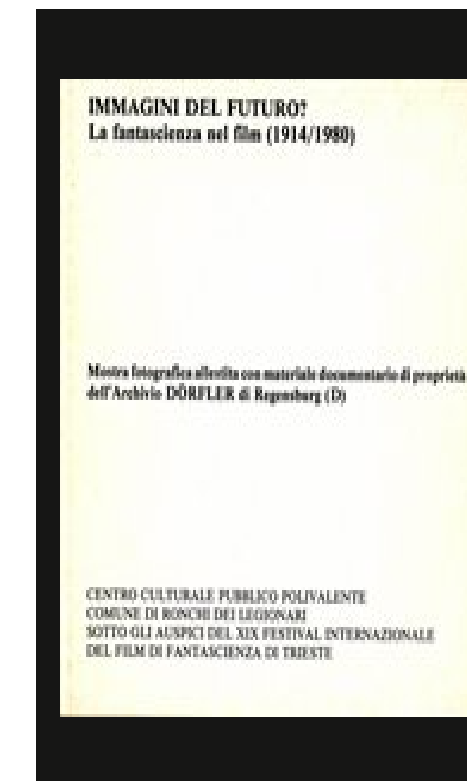 IMMAGINI DEL FUTURO?
La fantascienza nel film (1914/1980)
Mostra fotografica allestita con materiale documentario di proprietà
dell'Archivio DÖRFLER di Regensburg (D)
CENTRO CULTURALE PUBBLICO POLIVALENTE
COMUNE DI RONCHI DEI LEGIONARI
SOTTO GLI AUSPICI DEL XIX FESTIVAL INTERNAZIONALE
DEL FILM DI FANTASCIENZA DI TRIESTE